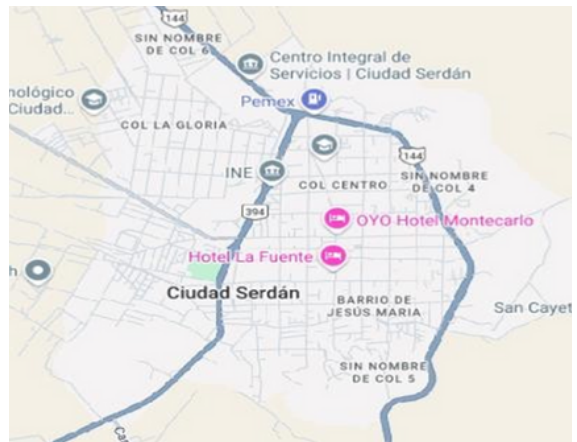 144
SIN NOMBRE
DE COL 6
Centro Integral de
Servicios | Ciudad Serdán
nológico
Ciudad...
Pemex
COL LA GLORIA
INE
144
COL CENTRO
SIN NOMBRE
DE COL 4
394
OYO Hotel Montecarlo
Hotel La Fuente
h
Ciudad Serdán
BARRIO DE
JESÚS MARIA
San Cayet
SIN NOMBRE
DE COL 5
Car